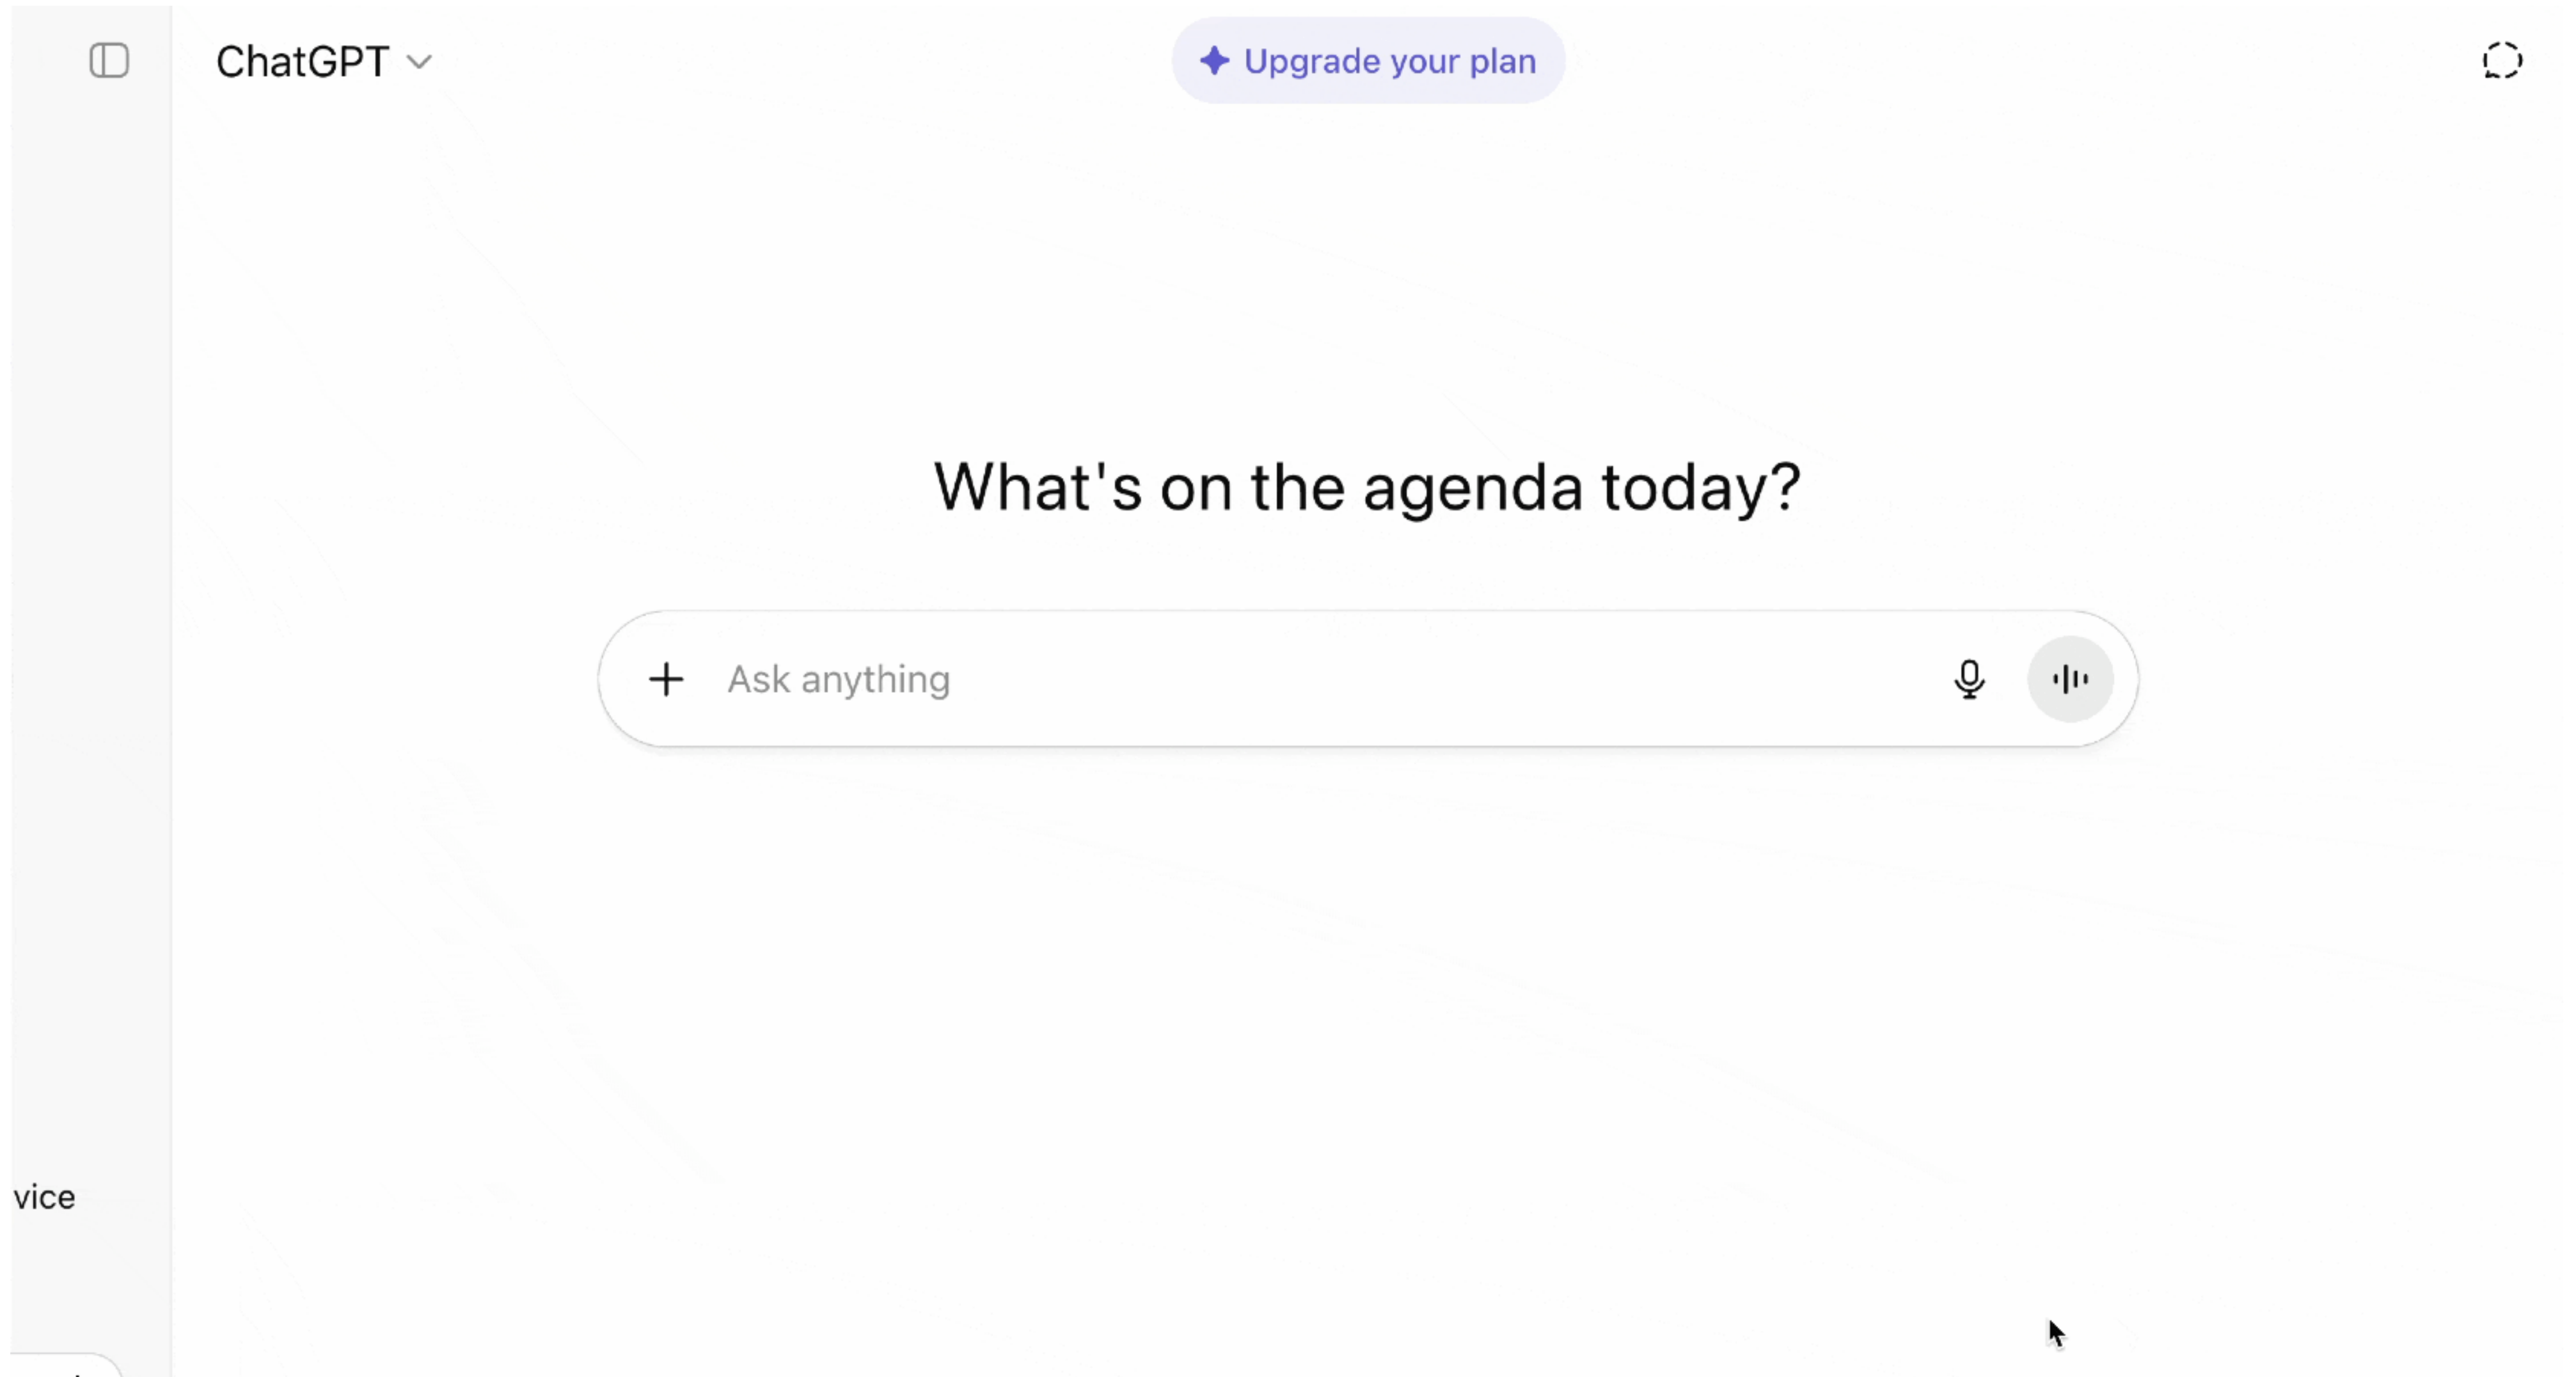 ChatGPT
Upgrade your plan
What's on the agenda today?
Ask anything
vice